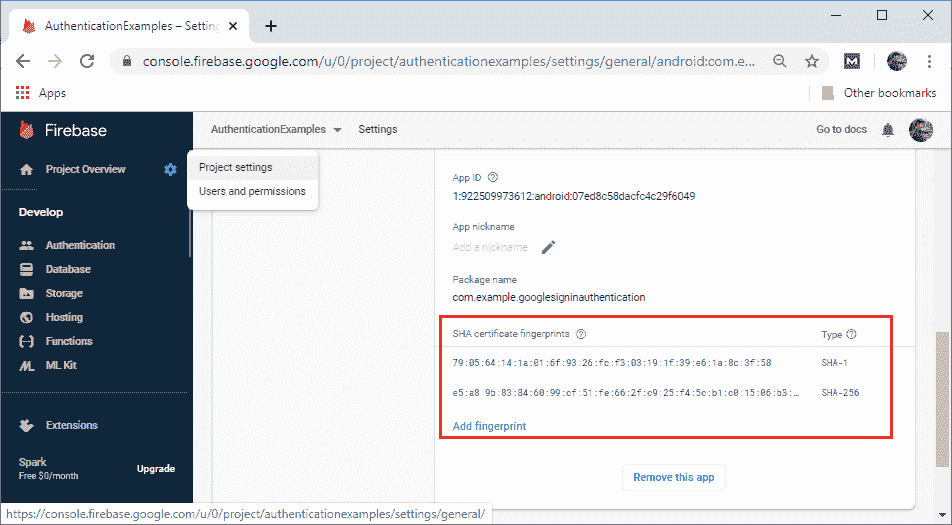 AuthenticationExamples – Setting
console.firebase.google.com/u/0/project/authenticationexamples/settings/general/android:com.e...
Apps
Other bookmarks
Firebase
AuthenticationExamples
Settings
Go to docs
Project Overview
Project settings
Users and permissions
Develop
Authentication
Database
Storage
Hosting
Functions
ML Kit
Extensions
Spark
Free $0/month
Upgrade
App ID
1:922509973612:android:07ed8c58dacfc4c29f6049
App nickname
Add a nickname
Package name
com.example.googlesigninauthentication
SHA certificate fingerprints
Type
79:05:64:14:1a:01:6f:93:26:fc:f3:03:19:1f:39:e6:1a:8c:3f:58
SHA-1
e5:a8 9b:83:84:60:99:cf:51:fe:66:2f:c9:25:f4:5c:b1:c0:15:06:b3:...
SHA-256
Add fingerprint
Remove this app
https://console.firebase.google.com/u/0/project/authenticationexamples/settings/general/